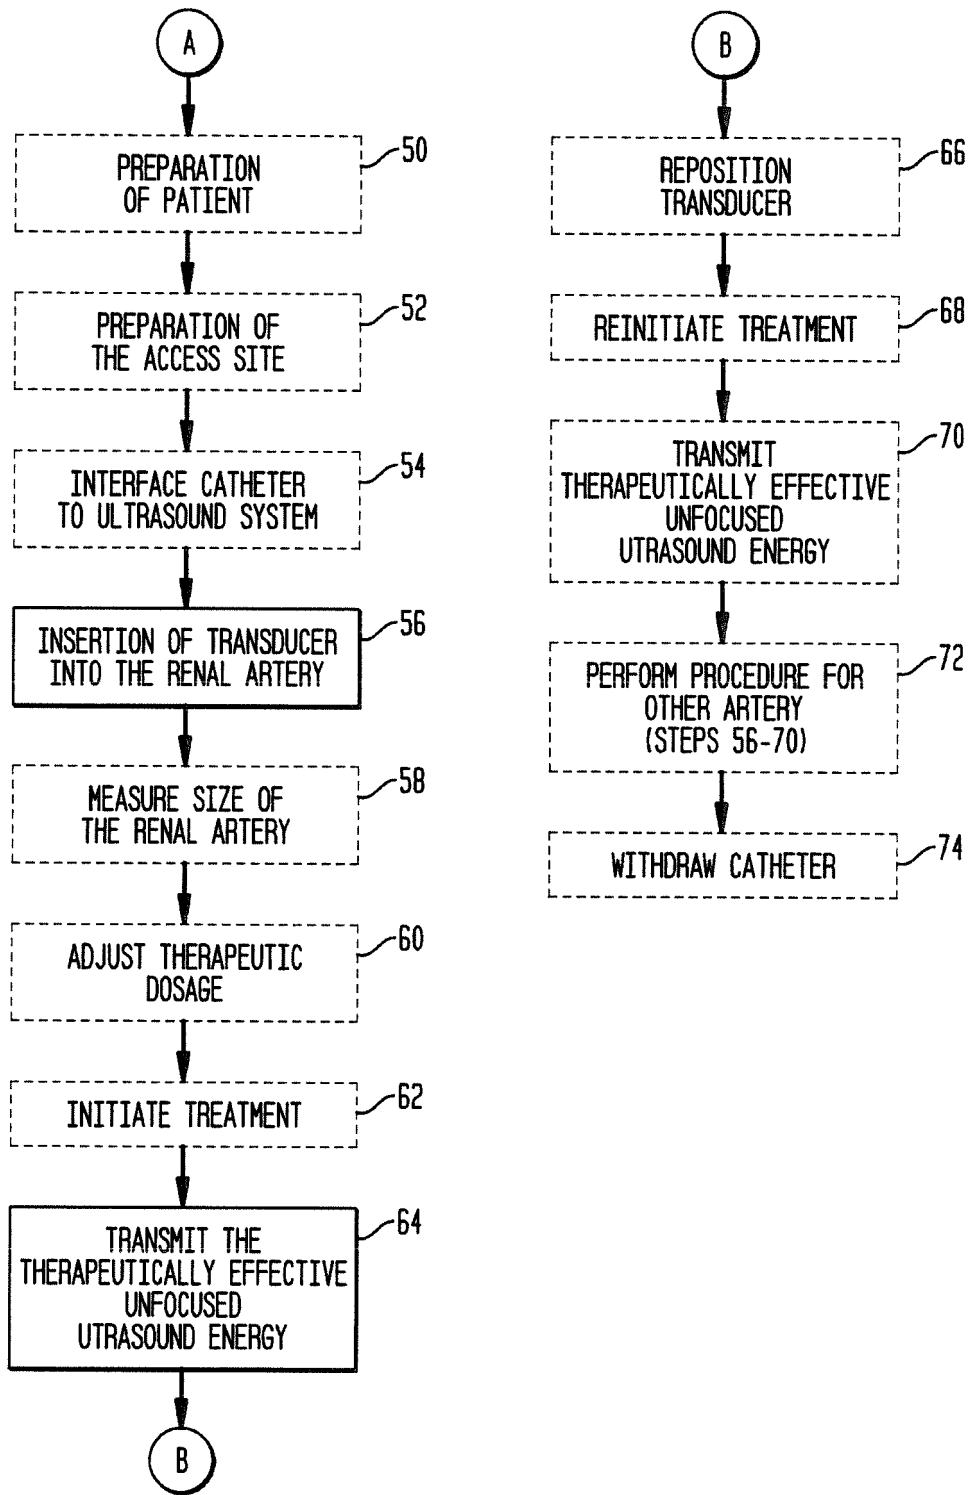 A
PREPARATION
OF PATIENT
50
PREPARATION OF
THE ACCESS SITE
52
INTERFACE CATHETER
TO ULTRASOUND SYSTEM
54
INSERTION OF TRANSDUCER
INTO THE RENAL ARTERY
56
MEASURE SIZE OF
THE RENAL ARTERY
58
ADJUST THERAPEUTIC
DOSAGE
60
INITIATE TREATMENT
62
TRANSMIT THE
THERAPEUTICALLY EFFECTIVE
UNFOCUSED
UTRASOUND ENERGY
64
B
B
REPOSITION
TRANSDUCER
66
REINITIATE TREATMENT
68
TRANSMIT
THERAPEUTICALLY EFFECTIVE
UNFOCUSED
UTRASOUND ENERGY
70
PERFORM PROCEDURE FOR
OTHER ARTERY
(STEPS 56-70)
72
WITHDRAW CATHETER
74